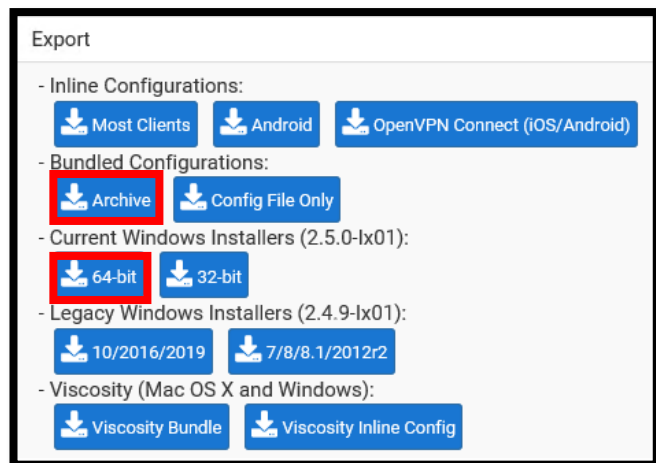 Export
- Inline Configurations:
Most Clients Android OpenVPN Connect (iOS/Android)
- Bundled Configurations:
Archive Config File Only
- Current Windows Installers (2.5.0-Ix01):
64-bit 32-bit
- Legacy Windows Installers (2.4.9-Ix01):
10/2016/2019 7/8/8.1/2012r2
- Viscosity (Mac OS X and Windows):
Viscosity Bundle Viscosity Inline Config